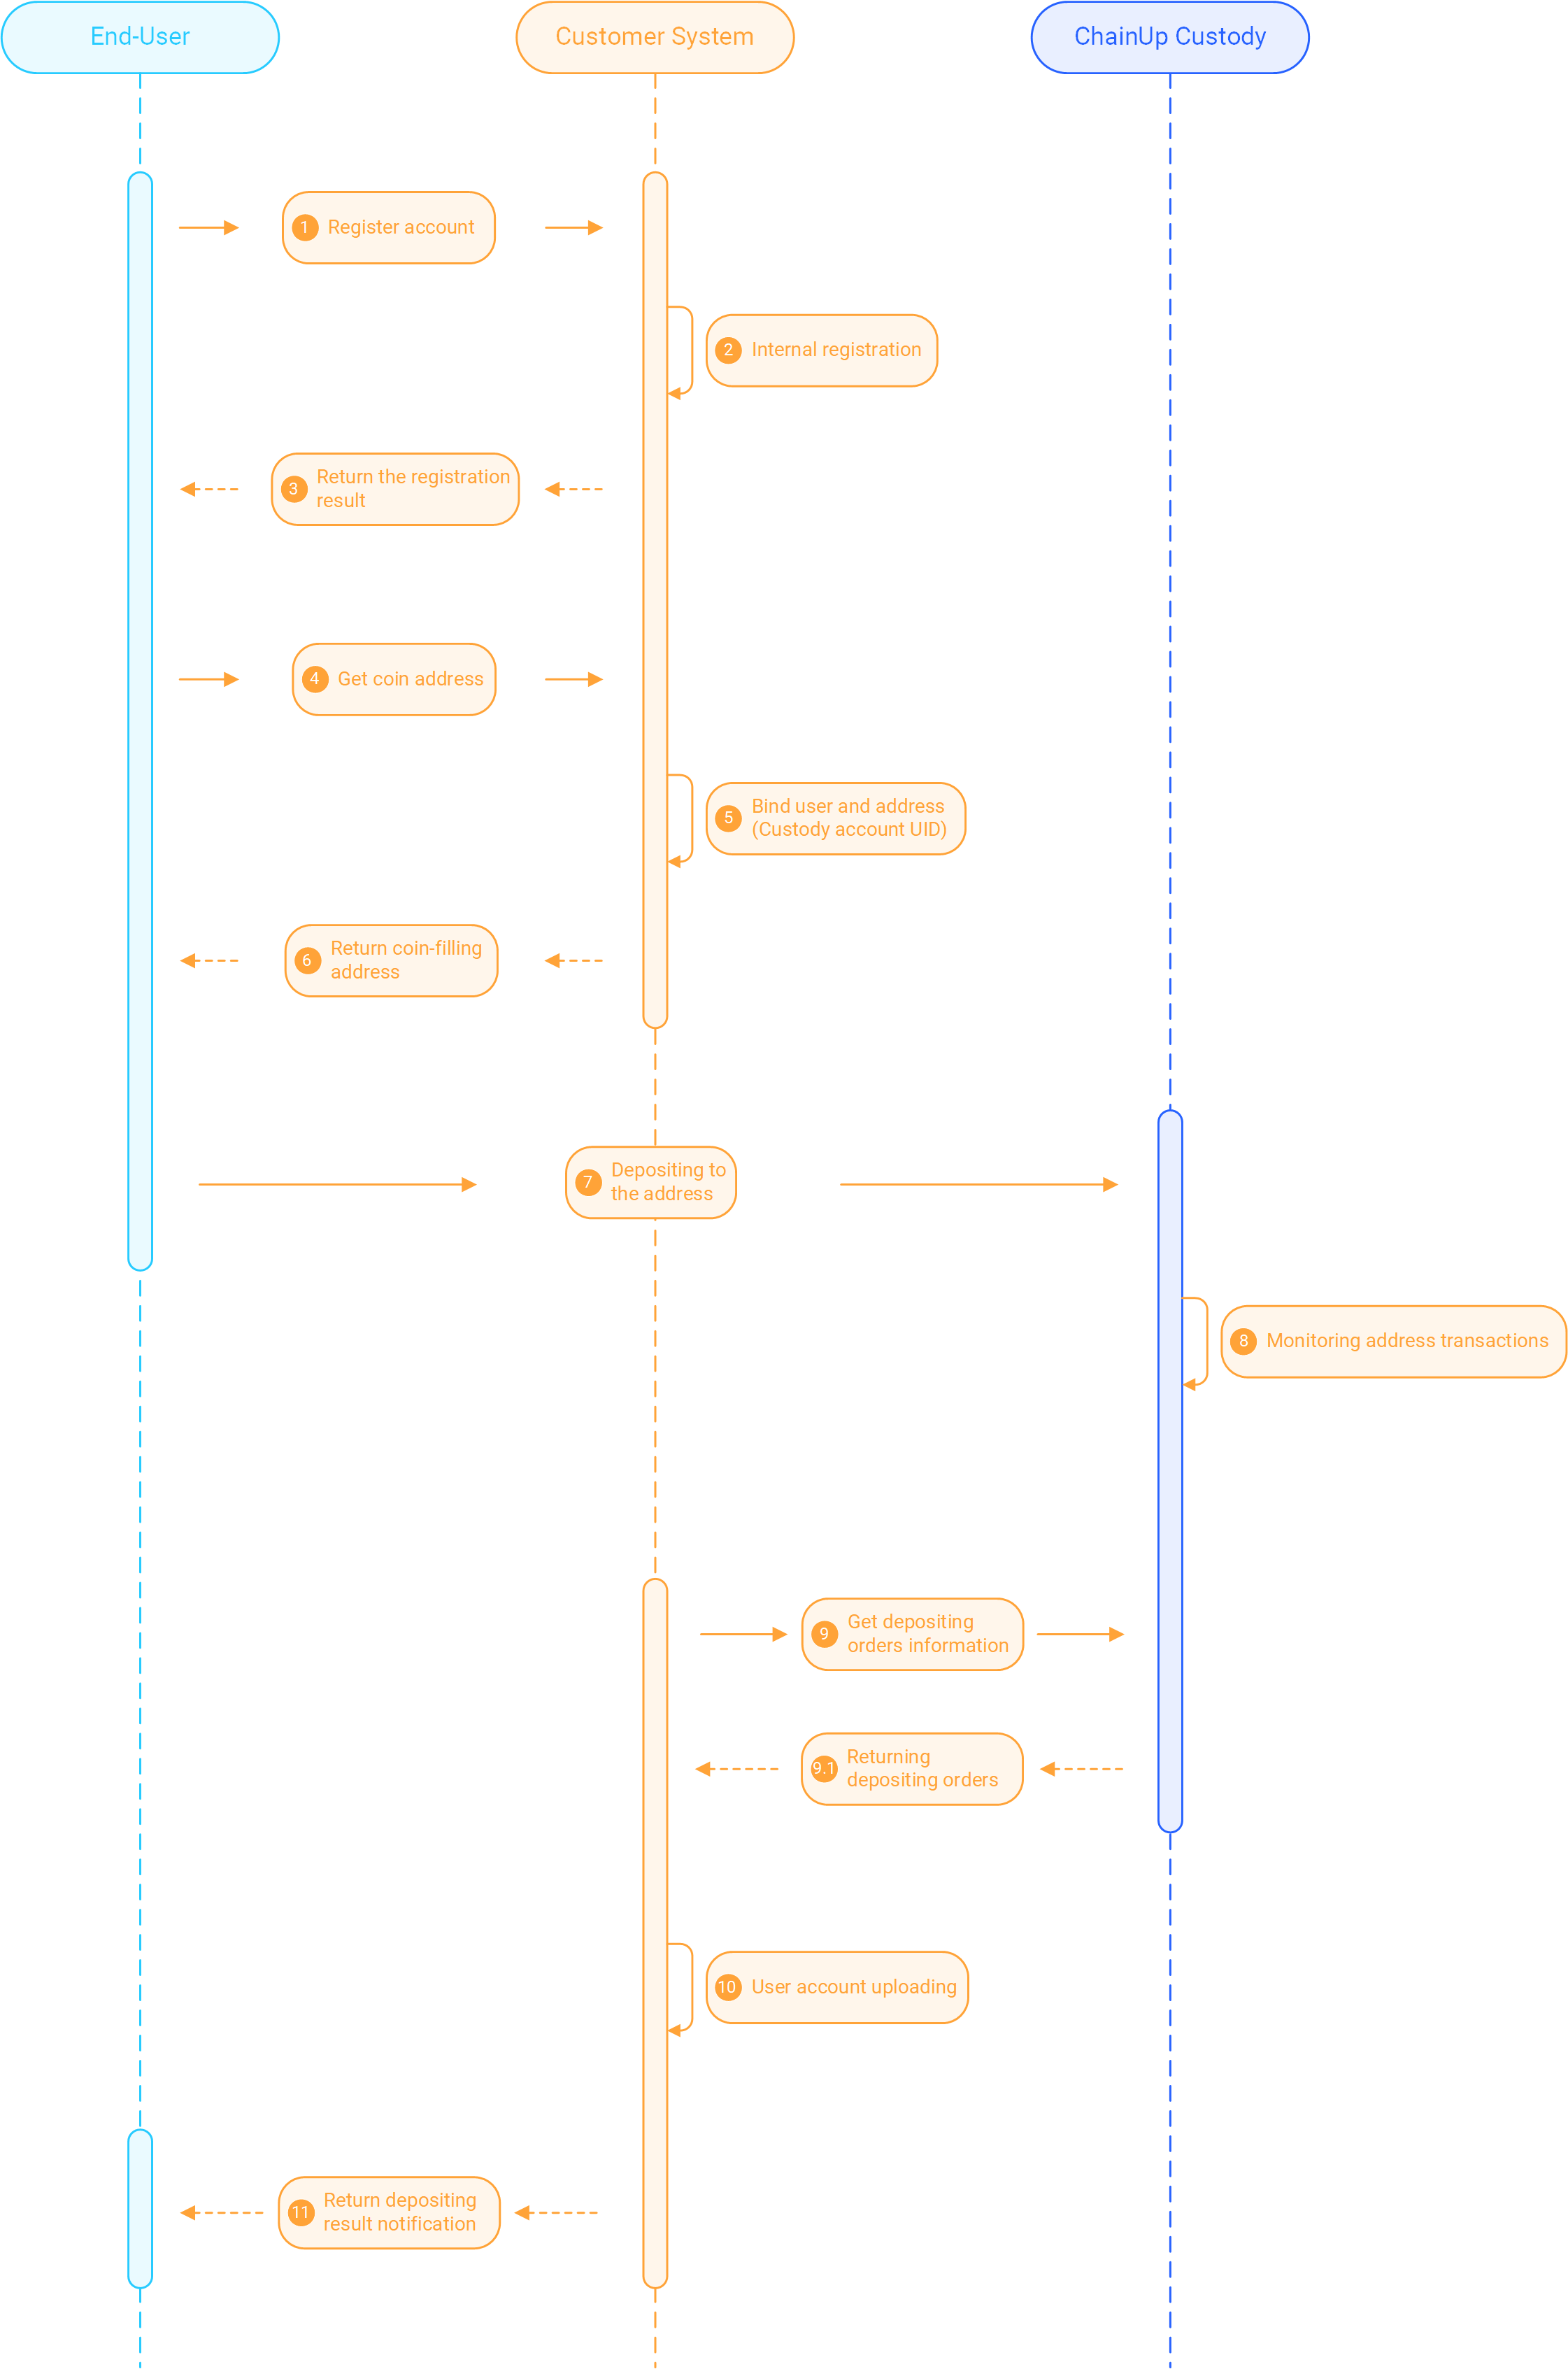 End-User
Customer System
ChainUp Custody
1 Register account
2 Internal registration
3 Return the registration
result
4 Get coin address
5 Bind user and address
(Custody account UID)
6 Return coin-filling
address
7 Depositing to
the address
8 Monitoring address transactions
9 Get depositing
orders information
9.1 Returning
depositing orders
10 User account uploading
11 Return depositing
result notification